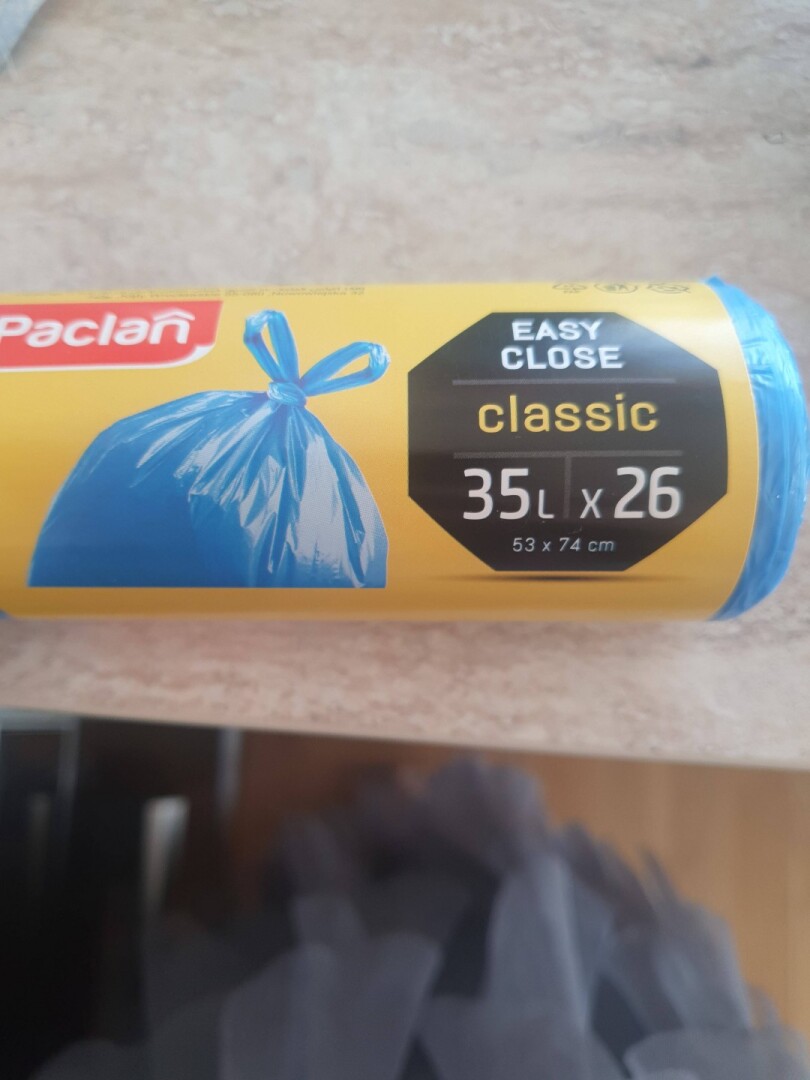 Paclan
EASY
CLOSE
classic
35L x 26
53 x 74 cm